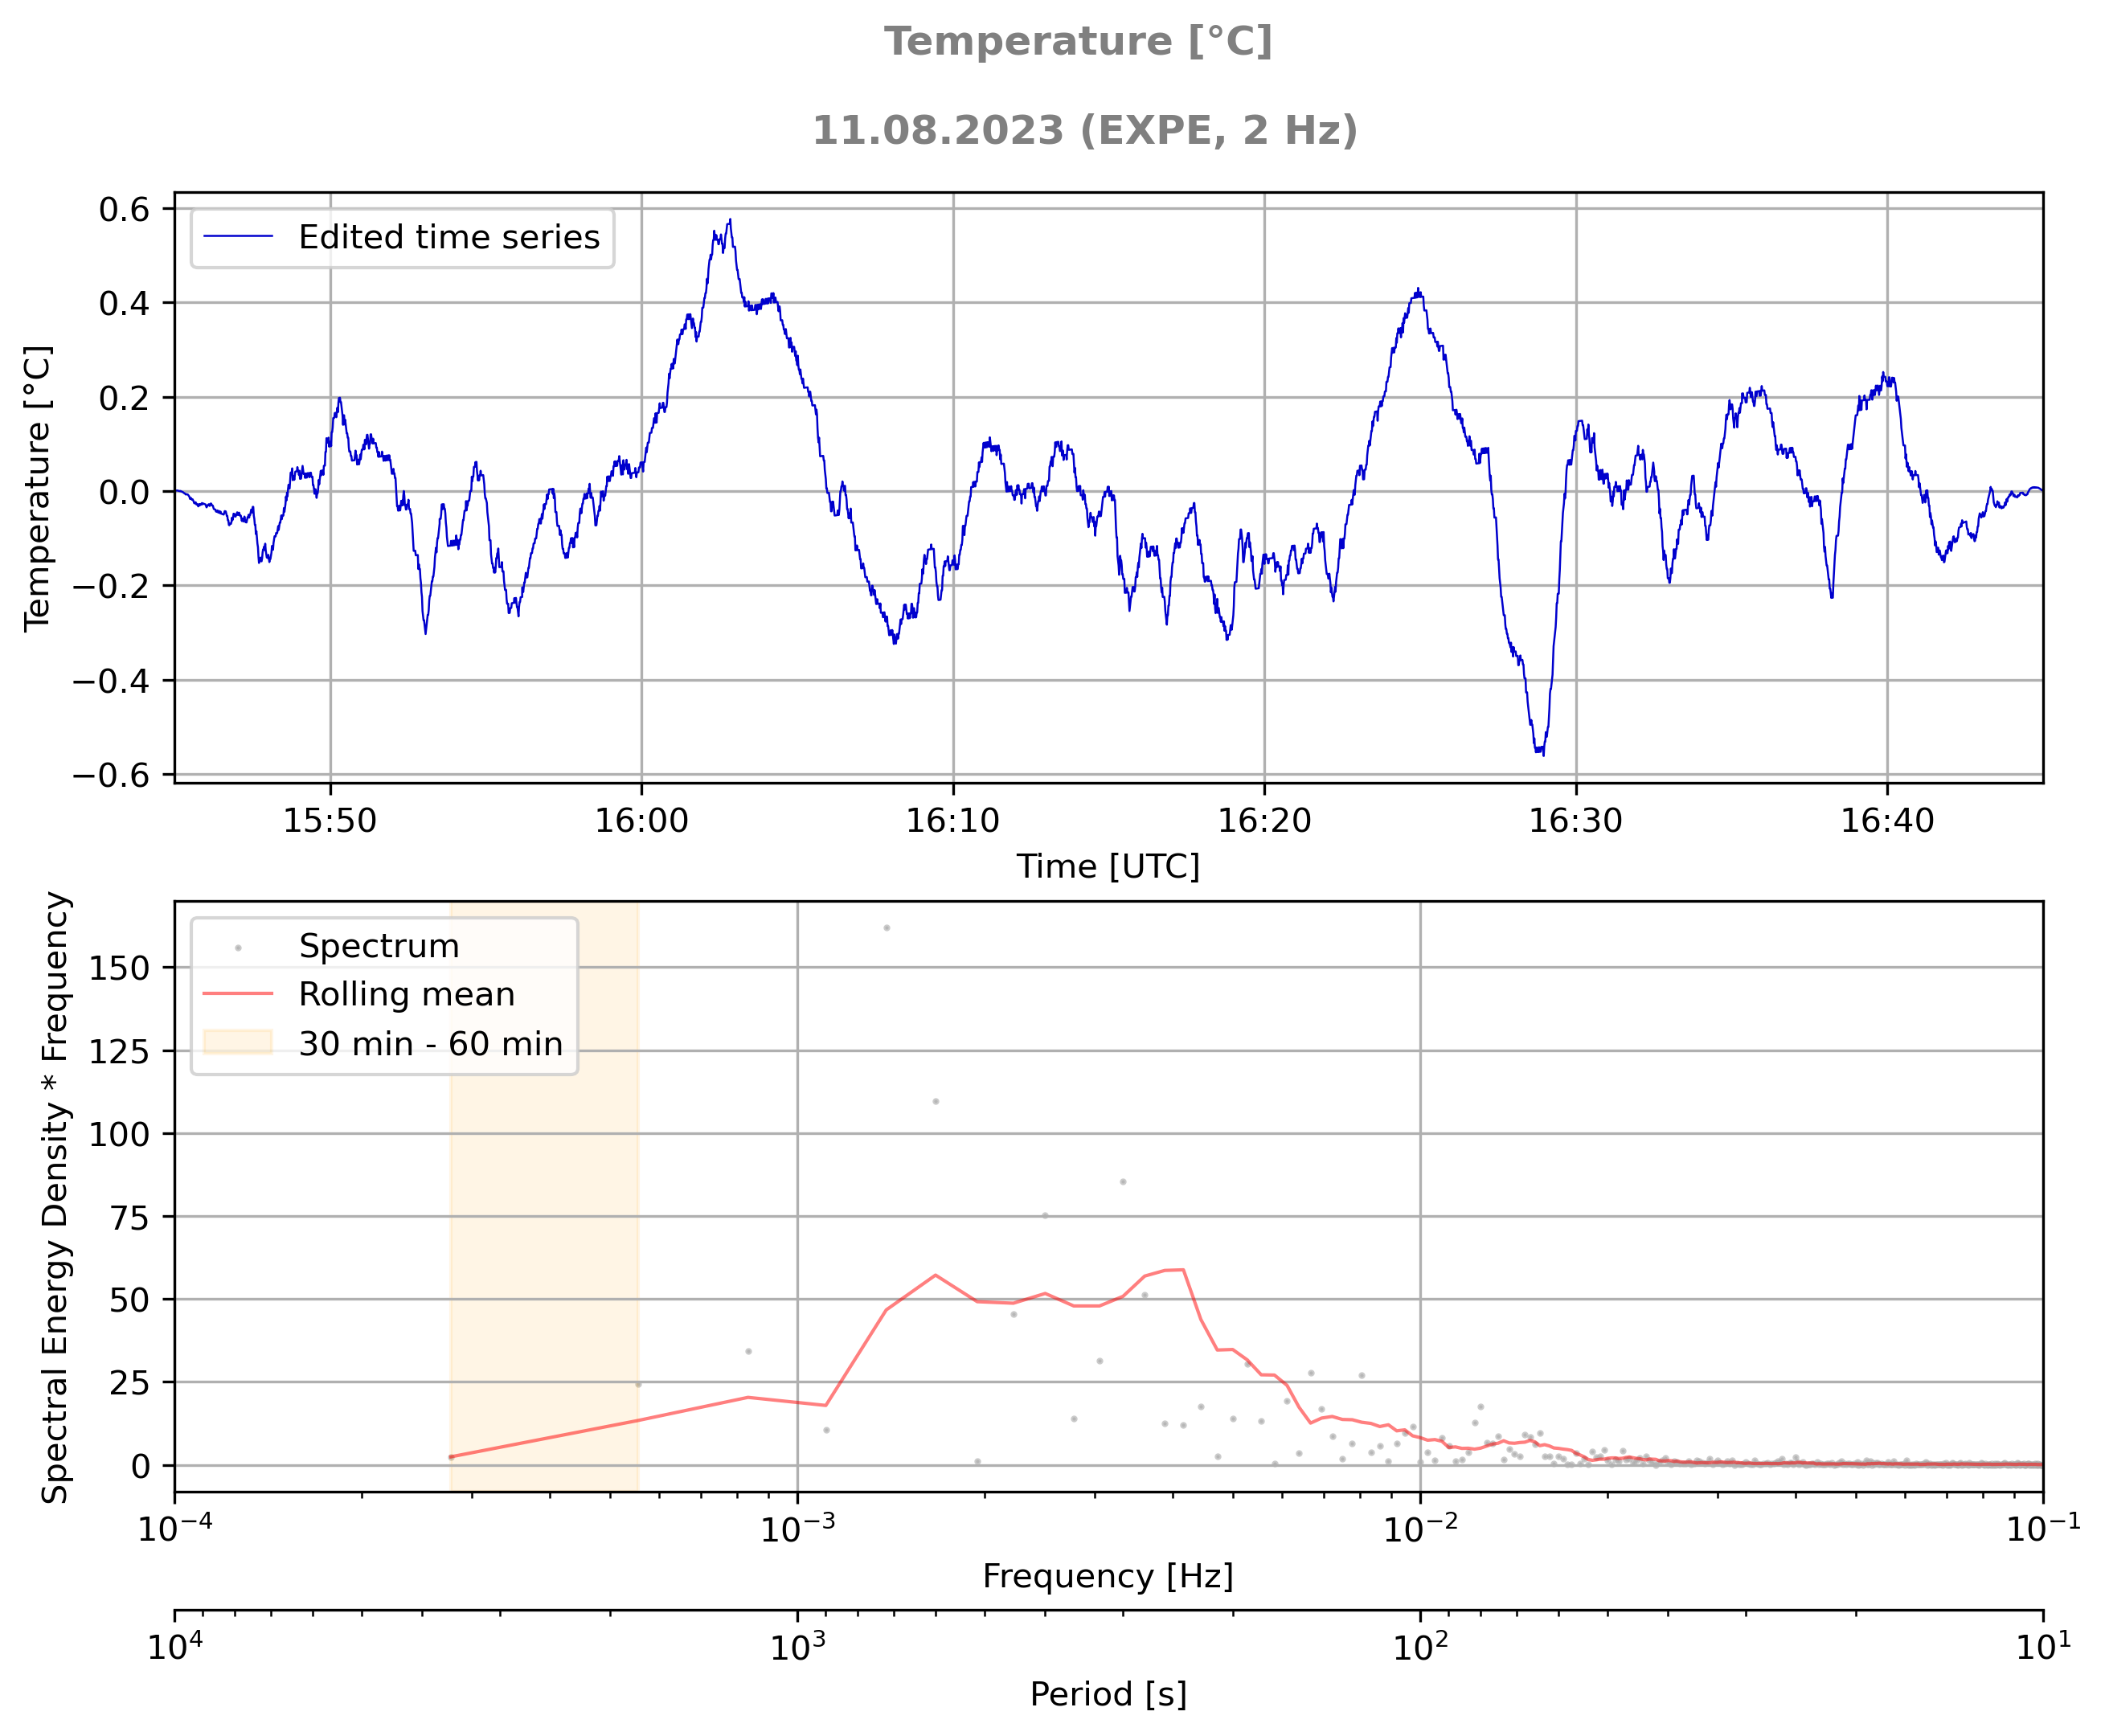 Temperature [°C]
11.08.2023 (EXPE, 2 Hz)
Edited time series
Temperature [°C]
0.6
0.4
0.2
0.0
−0.2
−0.4
−0.6
15:50 16:00 16:10 16:20 16:30 16:40
Time [UTC]
Spectrum
Rolling mean
30 min - 60 min
Spectral Energy Density * Frequency
150
125
100
75
50
25
0
10⁻⁴ 10⁻³ 10⁻² 10⁻¹
Frequency [Hz]
10⁴ 10³ 10² 10¹
Period [s]